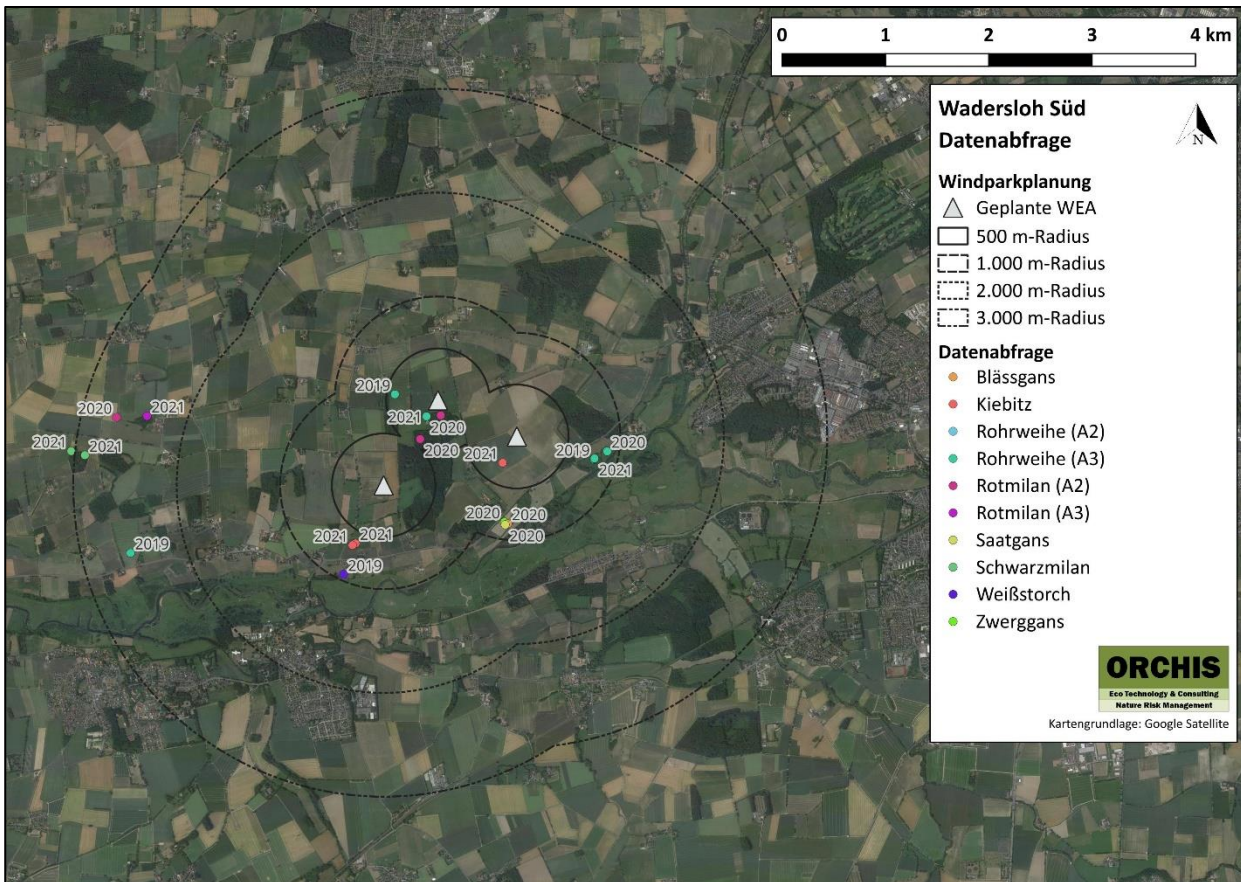 0 1 2 3 4 km
Wadersloh Süd
Datenabfrage
N
Windparkplanung
Geplante WEA
500 m-Radius
1.000 m-Radius
2.000 m-Radius
3.000 m-Radius
Datenabfrage
Blässgans
Kiebitz
Rohrweihe (A2)
Rohrweihe (A3)
Rotmilan (A2)
Rotmilan (A3)
Saatgans
Schwarzmilan
Weißstorch
Zwerggans
ORCHIS
Eco Technology & Consulting
Nature Risk Management
Kartengrundlage: Google Satellite
2019
2020 2021
2021 2020
2020
2021 2021
2021
2019 2020
2021
2020 2020
2020
2021 2021
2019
2019